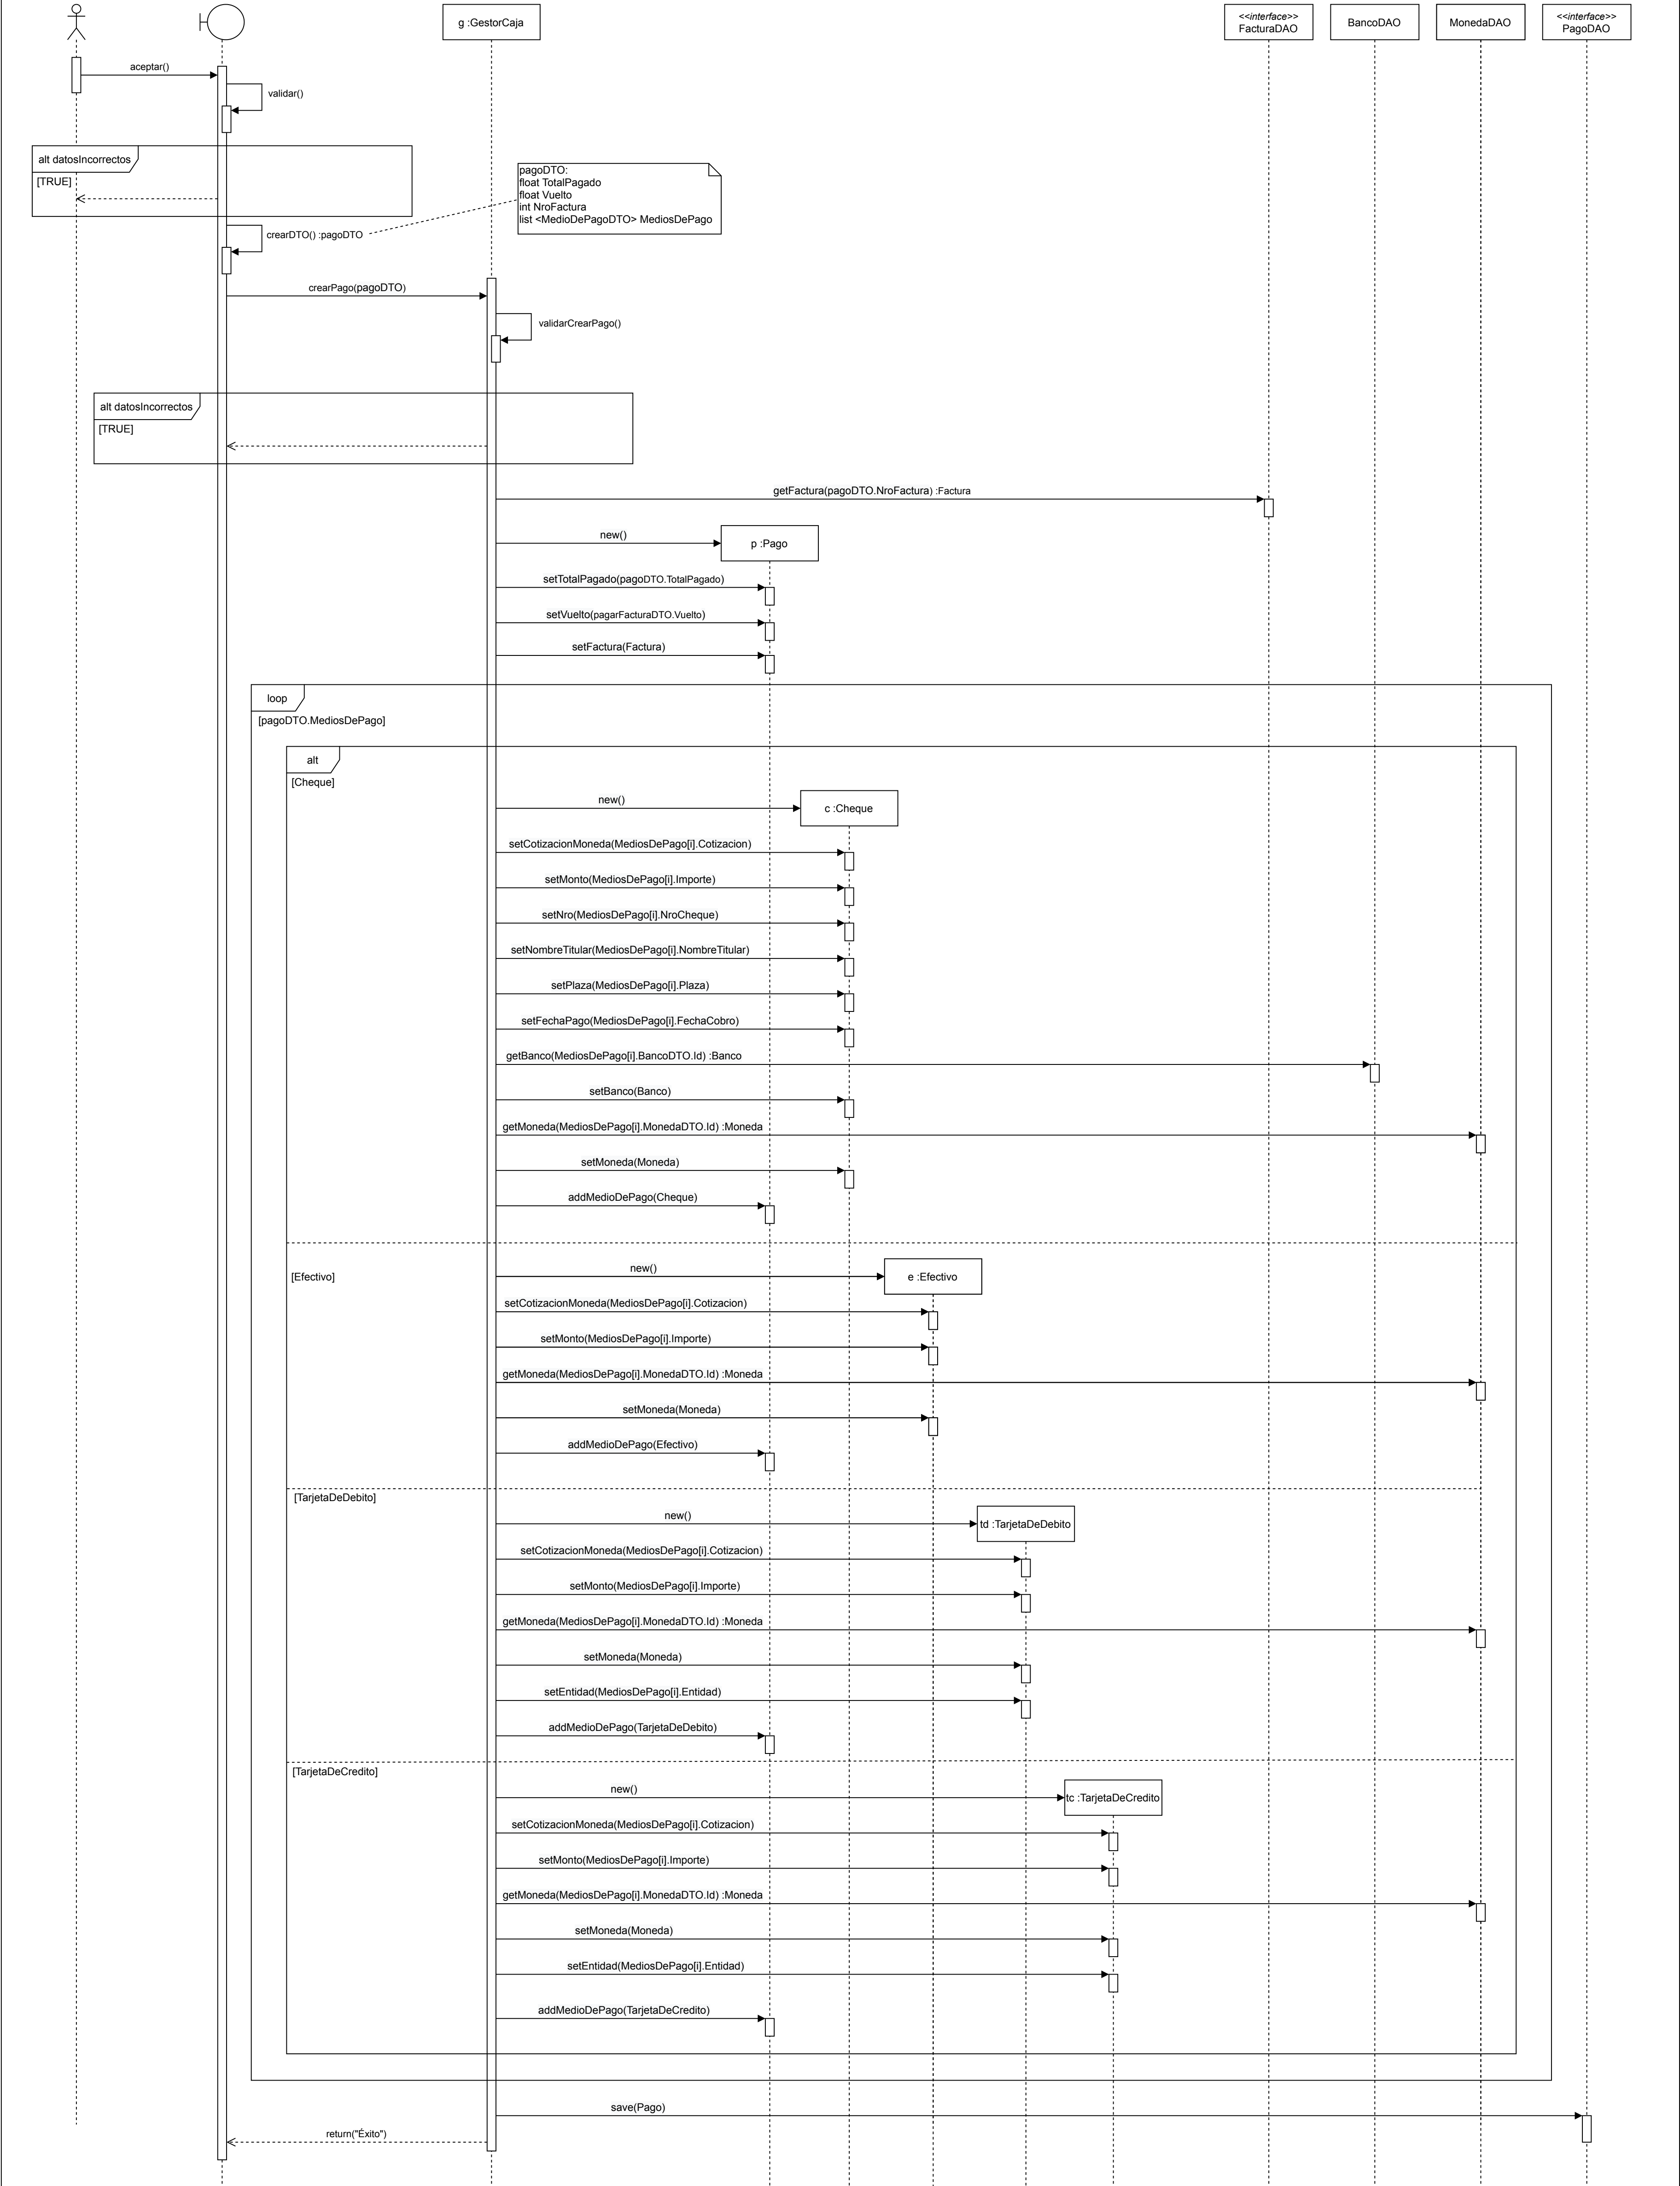 g :GestorCaja
<<interface>>
FacturaDAO
BancoDAO
MonedaDAO
<<interface>>
PagoDAO
aceptar()
validar()
alt datosIncorrectos
[TRUE]
pagoDTO:
float TotalPagado
float Vuelto
int NroFactura
list <MedioDePagoDTO> MediosDePago
crearDTO() :pagoDTO
crearPago(pagoDTO)
validarCrearPago()
alt datosIncorrectos
[TRUE]
getFactura(pagoDTO.NroFactura) :Factura
new()
p :Pago
setTotalPagado(pagoDTO.TotalPagado)
setVuelto(pagarFacturaDTO.Vuelto)
setFactura(Factura)
loop
[pagoDTO.MediosDePago]
alt
[Cheque]
new()
c :Cheque
setCotizacionMoneda(MediosDePago[i].Cotizacion)
setMonto(MediosDePago[i].Importe)
setNro(MediosDePago[i].NroCheque)
setNombreTitular(MediosDePago[i].NombreTitular)
setPlaza(MediosDePago[i].Plaza)
setFechaPago(MediosDePago[i].FechaCobro)
getBanco(MediosDePago[i].BancoDTO.Id) :Banco
setBanco(Banco)
getMoneda(MediosDePago[i].MonedaDTO.Id) :Moneda
setMoneda(Moneda)
addMedioDePago(Cheque)
[Efectivo]
new()
e :Efectivo
setCotizacionMoneda(MediosDePago[i].Cotizacion)
setMonto(MediosDePago[i].Importe)
getMoneda(MediosDePago[i].MonedaDTO.Id) :Moneda
setMoneda(Moneda)
addMedioDePago(Efectivo)
[TarjetaDeDebito]
new()
td :TarjetaDeDebito
setCotizacionMoneda(MediosDePago[i].Cotizacion)
setMonto(MediosDePago[i].Importe)
getMoneda(MediosDePago[i].MonedaDTO.Id) :Moneda
setMoneda(Moneda)
setEntidad(MediosDePago[i].Entidad)
addMedioDePago(TarjetaDeDebito)
[TarjetaDeCredito]
new()
tc :TarjetaDeCredito
setCotizacionMoneda(MediosDePago[i].Cotizacion)
setMonto(MediosDePago[i].Importe)
getMoneda(MediosDePago[i].MonedaDTO.Id) :Moneda
setMoneda(Moneda)
setEntidad(MediosDePago[i].Entidad)
addMedioDePago(TarjetaDeCredito)
save(Pago)
return("Éxito")